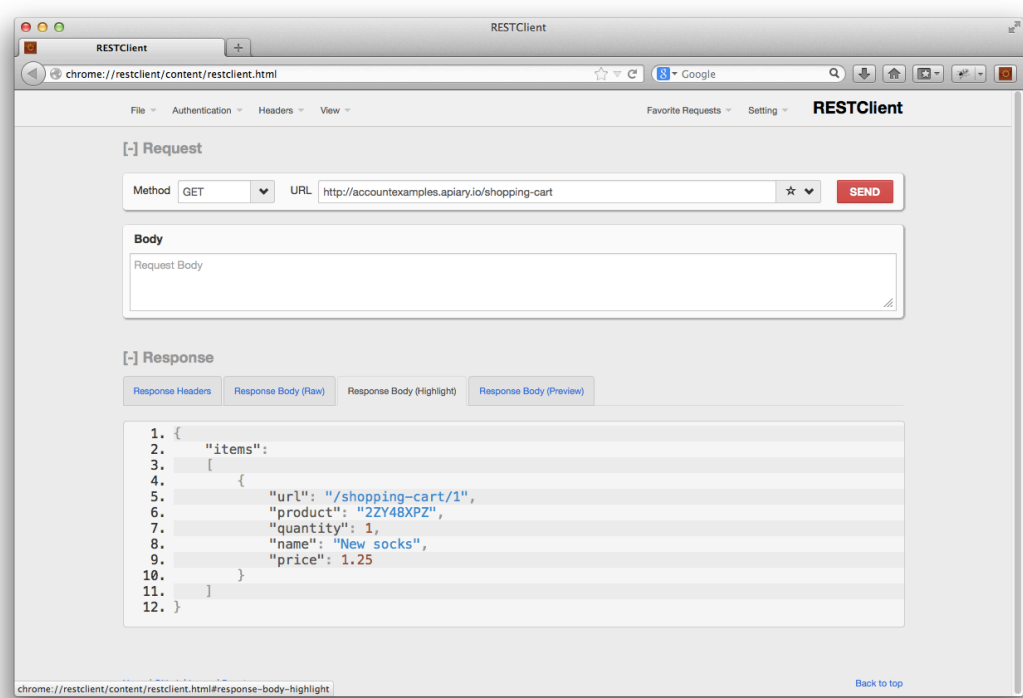 RESTClient
RESTClient
chrome://restclient/content/restclient.html
Google
File Authentication Headers View Favorite Requests Setting RESTClient
[-] Request
Method GET URL http://accountexamples.apiary.io/shopping-cart SEND
Body
Request Body
[-] Response
Response Headers Response Body (Raw) Response Body (Highlight) Response Body (Preview)
1. {
2. "items":
3. [
4. {
5. "url": "/shopping-cart/1",
6. "product": "2ZY48XPZ",
7. "quantity": 1,
8. "name": "New socks",
9. "price": 1.25
10. }
11. ]
12. }
Back to top
chrome://restclient/content/restclient.html#response-body-highlight